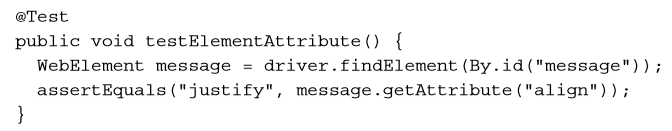 @Test
public void testElementAttribute() {
  WebElement message = driver.findElement(By.id("message"));
  assertEquals("justify", message.getAttribute("align"));
}